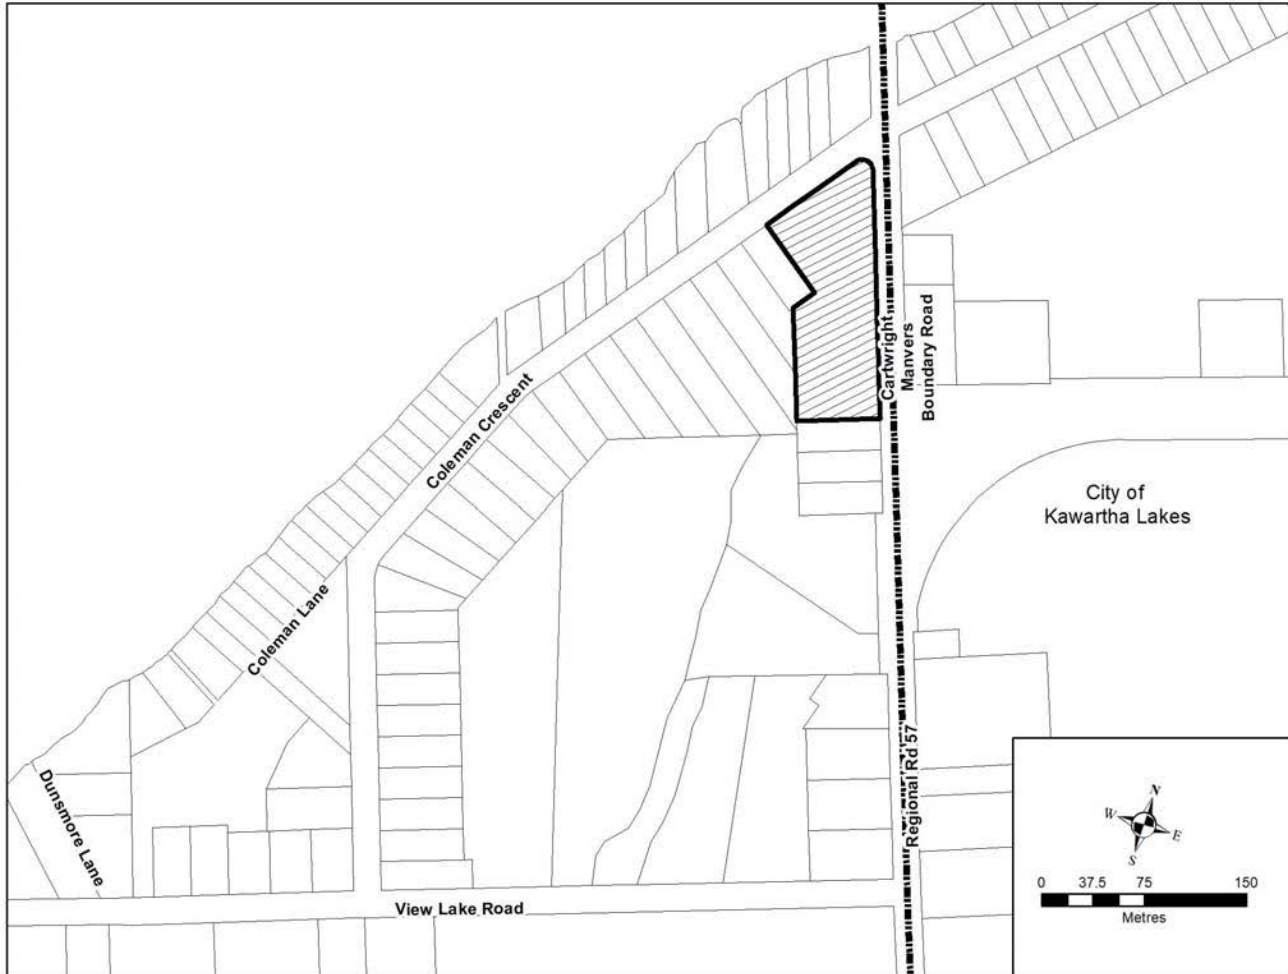 Cartwright
Manvers
Boundary Road
Coleman Crescent
City of
Kawartha Lakes
Coleman Lane
Regional Rd 57
Dunsmore Lane
View Lake Road
N
W
E
S
0 37.5 75 150
Metres